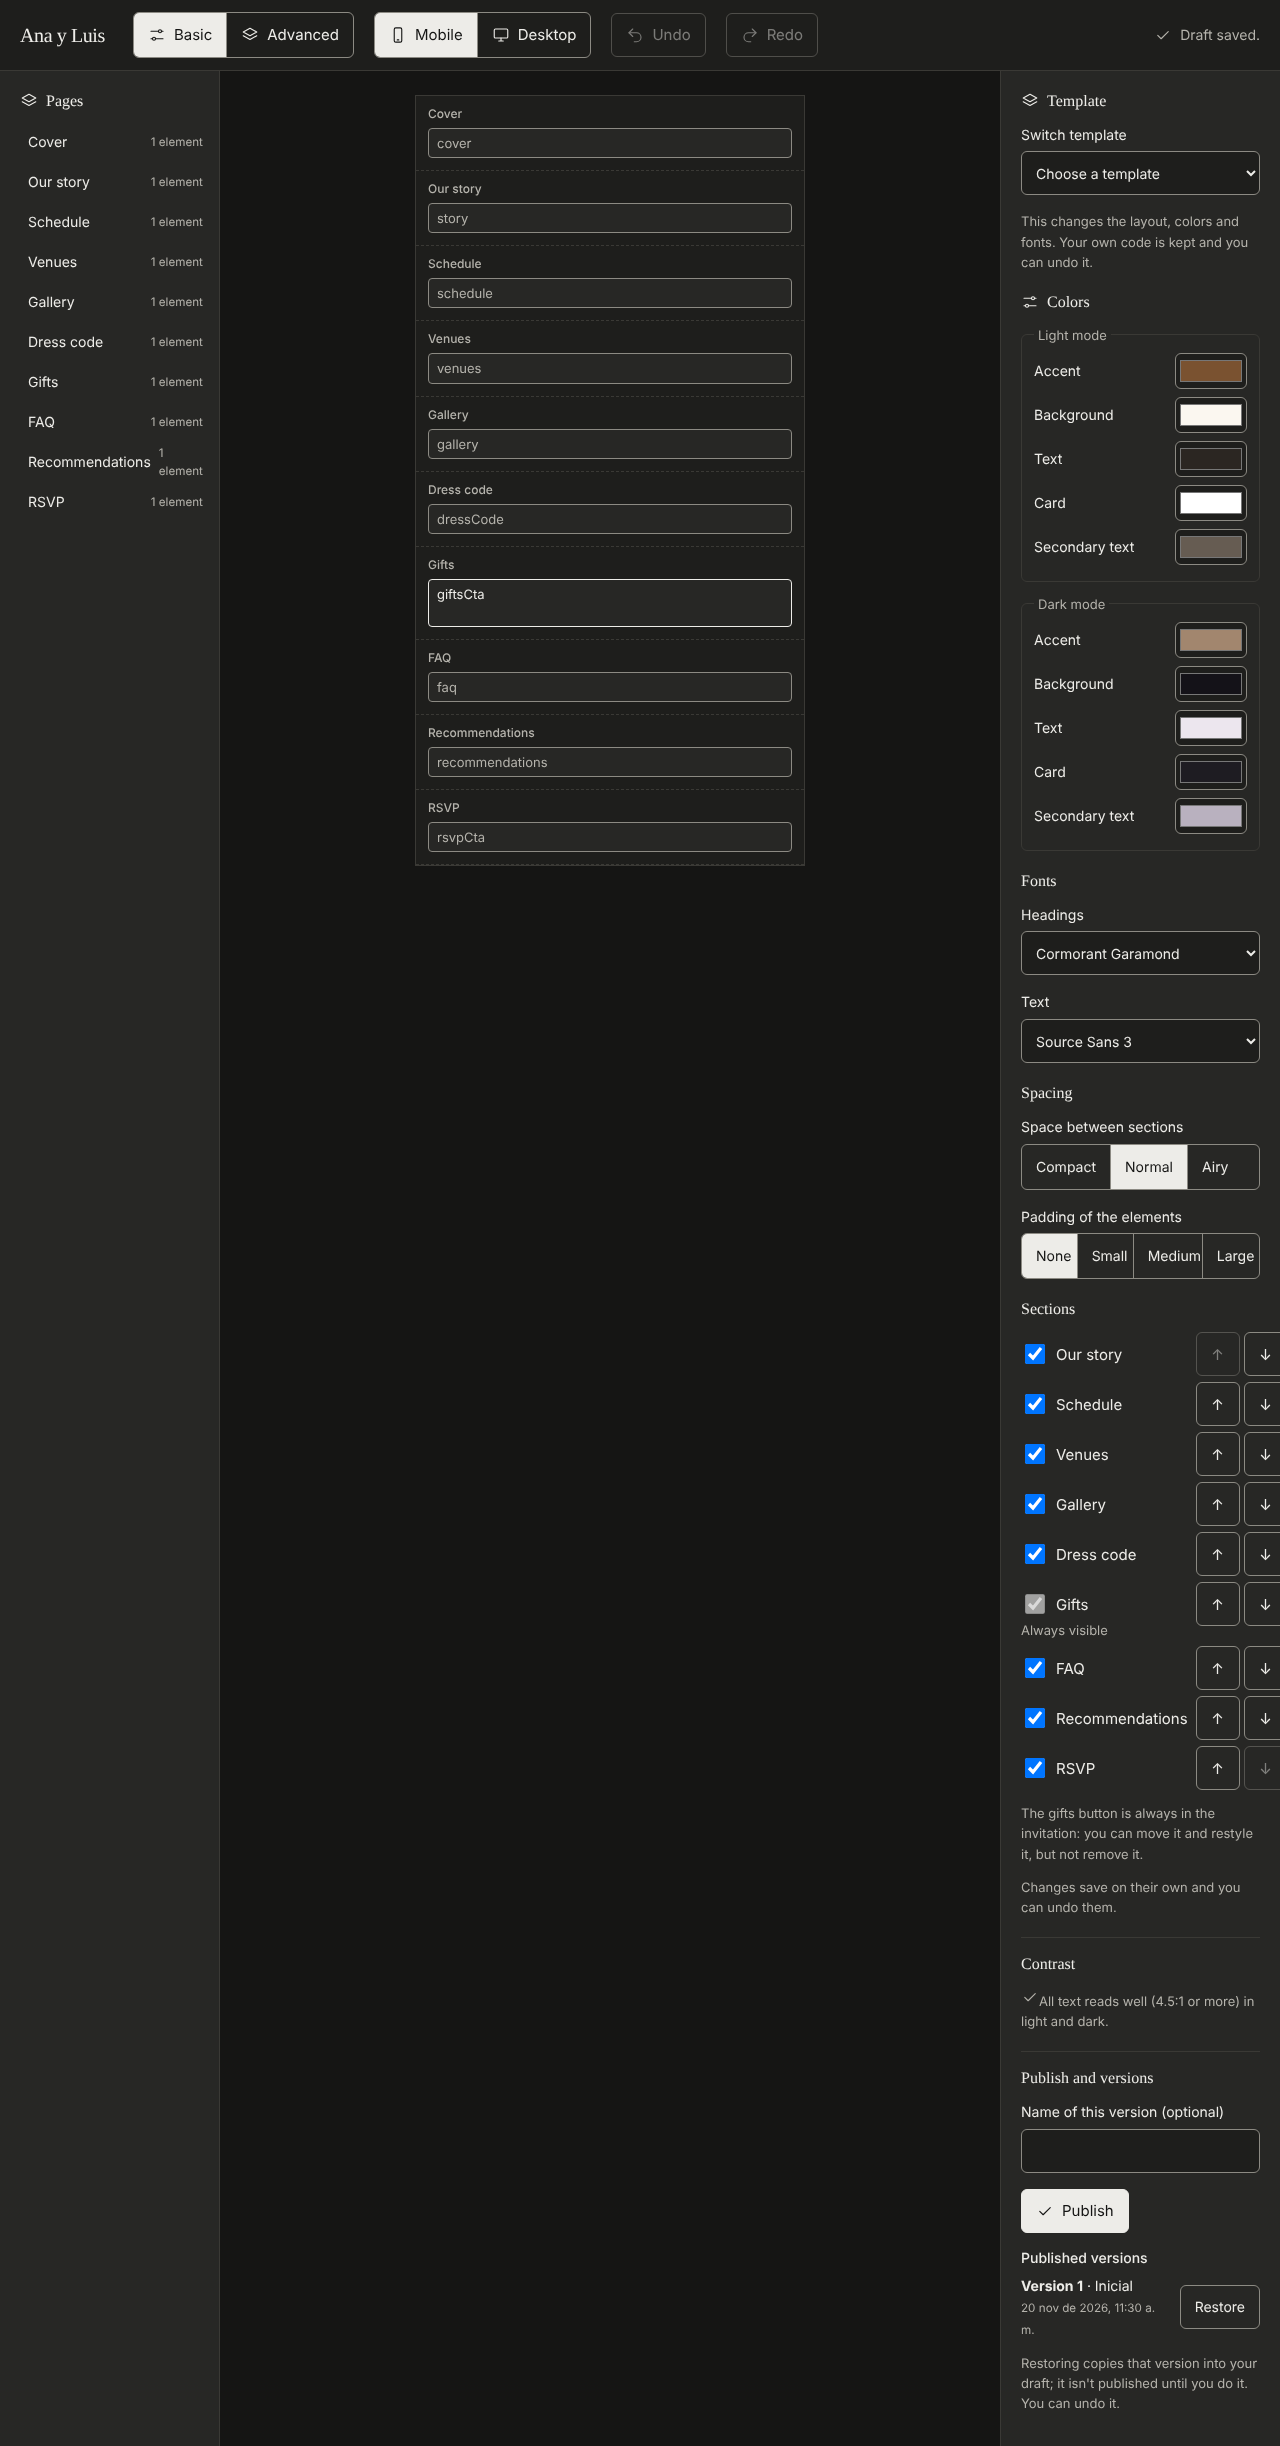 Ana y Luis
Basic
Advanced
Mobile
Desktop
Undo
Redo
Draft saved.
Pages
Cover
1 element
Our story
1 element
Schedule
1 element
Venues
1 element
Gallery
1 element
Dress code
1 element
Gifts
1 element
FAQ
1 element
Recommendations
1
element
RSVP
1 element
Cover
cover
Our story
story
Schedule
schedule
Venues
venues
Gallery
gallery
Dress code
dressCode
Gifts
giftsCta
FAQ
faq
Recommendations
recommendations
RSVP
rsvpCta
Template
Switch template
Choose a template
This changes the layout, colors and
fonts. Your own code is kept and you
can undo it.
Colors
Light mode
Accent
Background
Text
Card
Secondary text
Dark mode
Accent
Background
Text
Card
Secondary text
Fonts
Headings
Cormorant Garamond
Text
Source Sans 3
Spacing
Space between sections
Compact
Normal
Airy
Padding of the elements
None
Small
Medium
Large
Sections
Our story
↑
↓
Schedule
↑
↓
Venues
↑
↓
Gallery
↑
↓
Dress code
↑
↓
Gifts
↑
↓
Always visible
FAQ
↑
↓
Recommendations
↑
↓
RSVP
↑
↓
The gifts button is always in the
invitation: you can move it and restyle
it, but not remove it.
Changes save on their own and you
can undo them.
Contrast
All text reads well (4.5:1 or more) in
light and dark.
Publish and versions
Name of this version (optional)
Publish
Published versions
Version 1 · Inicial
20 nov de 2026, 11:30 a.
m.
Restore
Restoring copies that version into your
draft; it isn't published until you do it.
You can undo it.